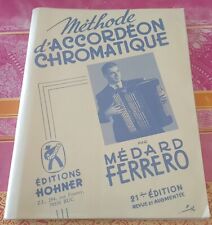 Méthode
d'ACCORDÉON
CHROMATIQUE
PAR
MÉDARD
FERRERO
ÉDITIONS
HOHNER
21ème ÉDITION
REVUE ET AUGMENTÉE